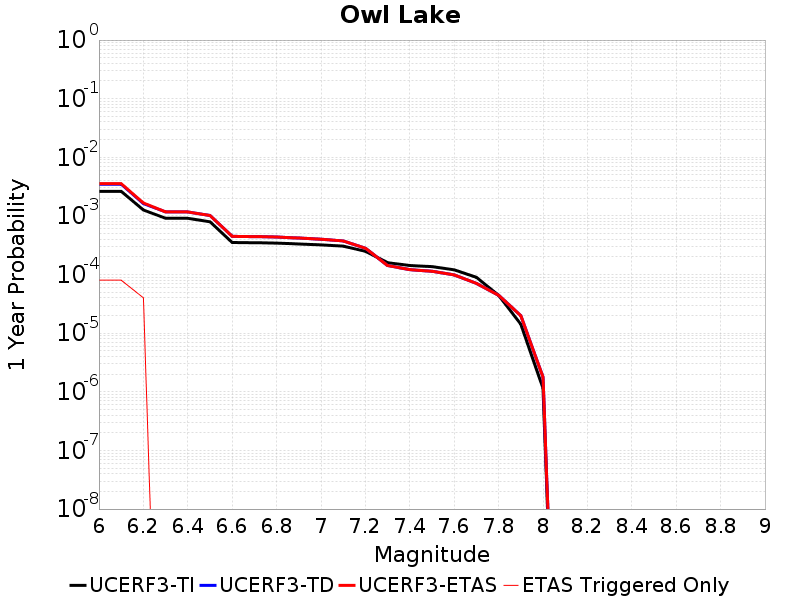 Owl Lake
1 Year Probability
10^0
10^-1
10^-2
10^-3
10^-4
10^-5
10^-6
10^-7
10^-8
6 6.2 6.4 6.6 6.8 7 7.2 7.4 7.6 7.8 8 8.2 8.4 8.6 8.8 9
Magnitude
UCERF3-TI UCERF3-TD UCERF3-ETAS ETAS Triggered Only